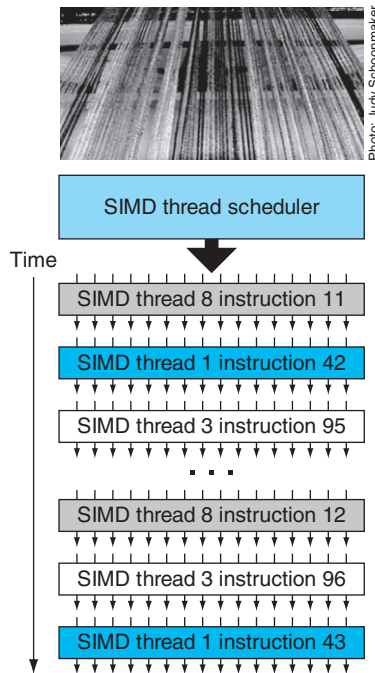 Photo: Judy Schoonmaker
SIMD thread scheduler
Time
SIMD thread 8 instruction 11
SIMD thread 1 instruction 42
SIMD thread 3 instruction 95
. . .
SIMD thread 8 instruction 12
SIMD thread 3 instruction 96
SIMD thread 1 instruction 43